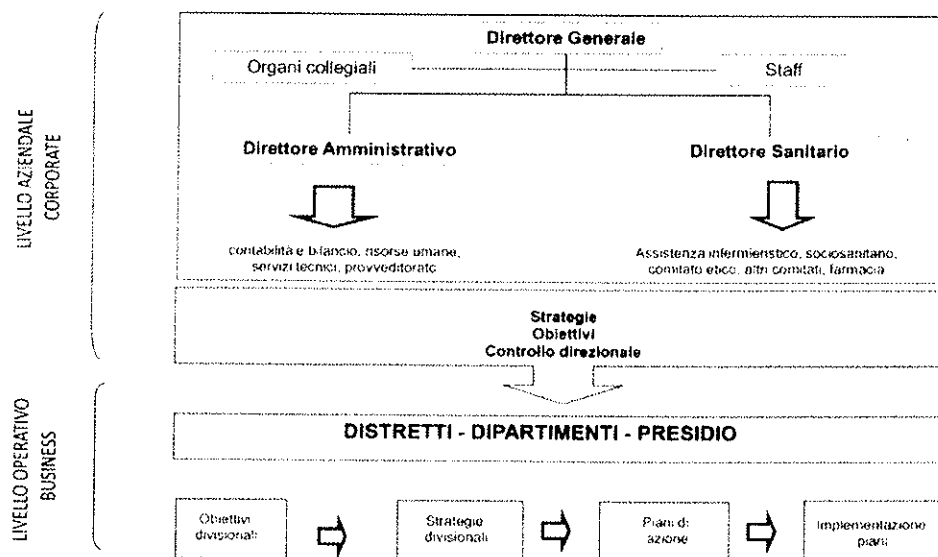 LIVELLO AZIENDALE
CORPORATE
Direttore Generale
Organi collegiali
Staff
Direttore Amministrativo
Direttore Sanitario
contabilità e bilancio, risorse umane,
servizi tecnici, provveditorato
Assistenza infermieristico, sociosanitano,
comitato etico, altri comitati, farmacia
Strategie
Obiettivi
Controllo direzionale
LIVELLO OPERATIVO
BUSINESS
DISTRETTI - DIPARTIMENTI - PRESIDIO
Obiettivi
divisionali
Strategie
divisionali
Piani di
azione
Implementazione
piani